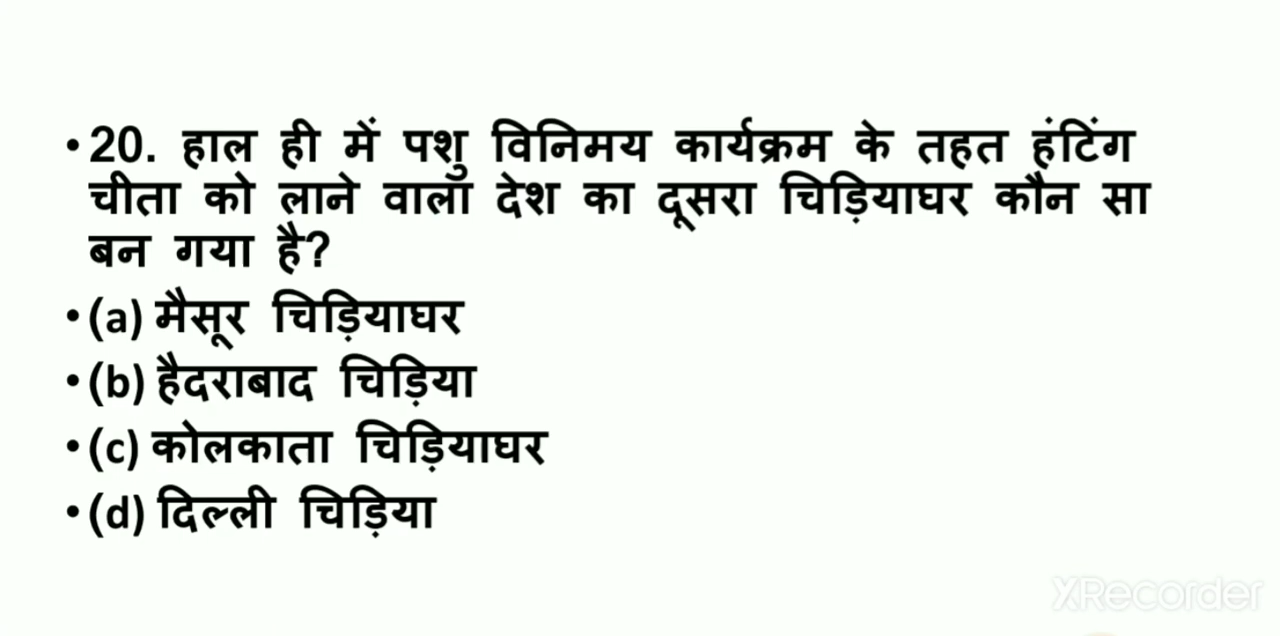 • 20. हाल ही में पशु विनिमय कार्यक्रम के तहत हंटिंग
चीता को लाने वाला देश का दूसरा चिड़ियाघर कौन सा
बन गया है?
• (a) मैसूर चिड़ियाघर
• (b) हैदराबाद चिड़िया
• (c) कोलकाता चिड़ियाघर
• (d) दिल्ली चिड़िया
XRecorder